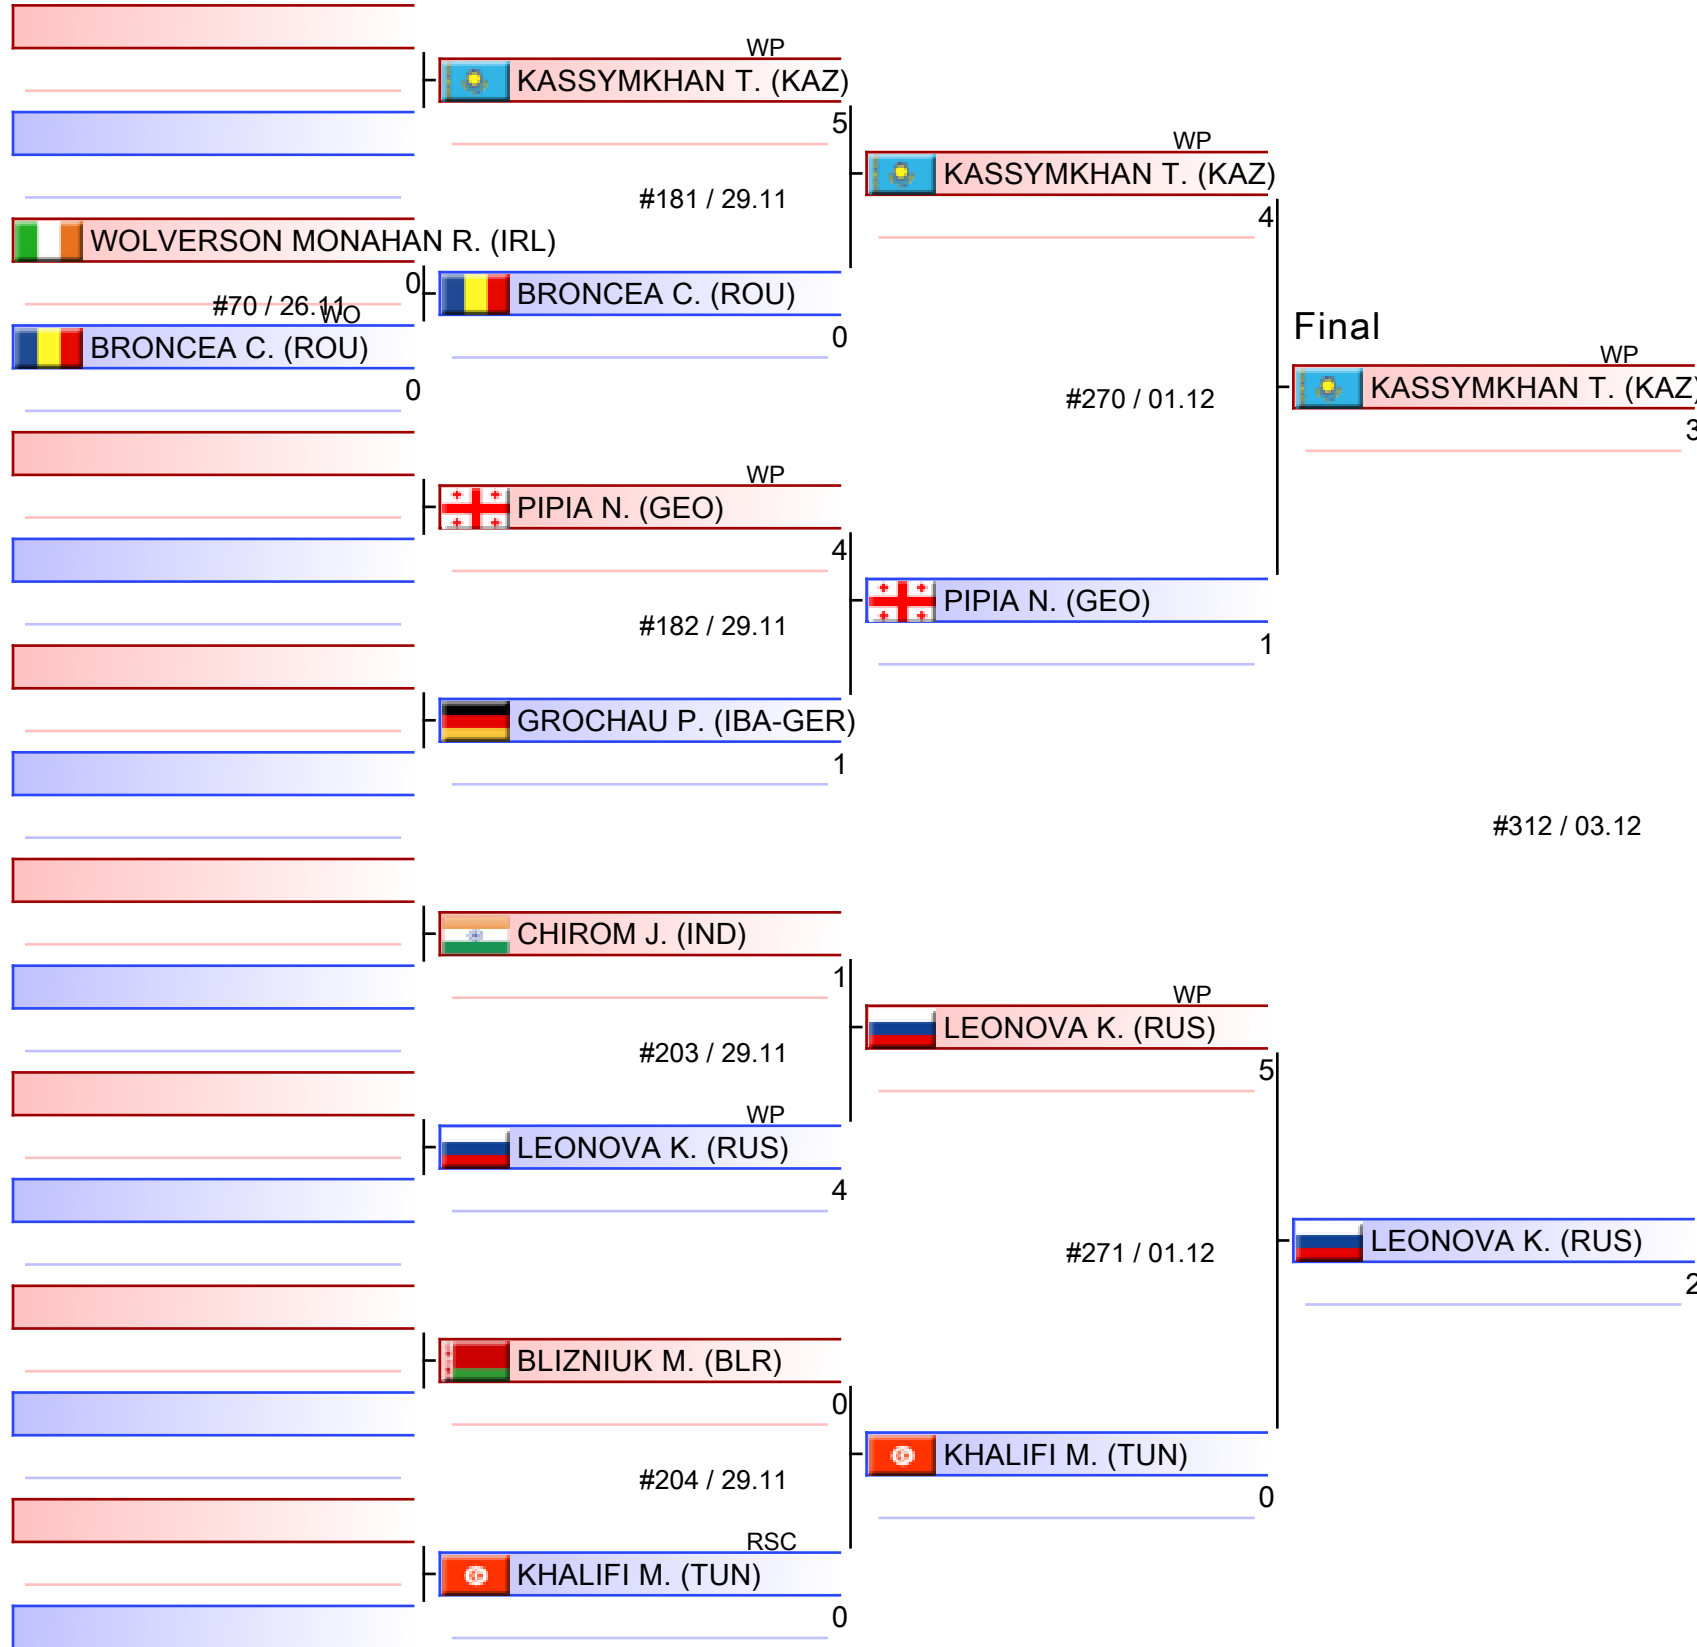 WP
KASSYMKHAN T. (KAZ)
5
WP
KASSYMKHAN T. (KAZ)
4
#181 / 29.11
WOLVERSON MONAHAN R. (IRL)
0
#70 / 26.11
WO
BRONCEA C. (ROU)
0
BRONCEA C. (ROU)
0
Final
WP
KASSYMKHAN T. (KAZ)
3
#270 / 01.12
WP
PIPIA N. (GEO)
4
PIPIA N. (GEO)
1
#182 / 29.11
GROCHAU P. (IBA-GER)
1
#312 / 03.12
CHIROM J. (IND)
1
WP
LEONOVA K. (RUS)
5
#203 / 29.11
WP
LEONOVA K. (RUS)
4
#271 / 01.12
LEONOVA K. (RUS)
2
BLIZNIUK M. (BLR)
0
KHALIFI M. (TUN)
0
#204 / 29.11
RSC
KHALIFI M. (TUN)
0